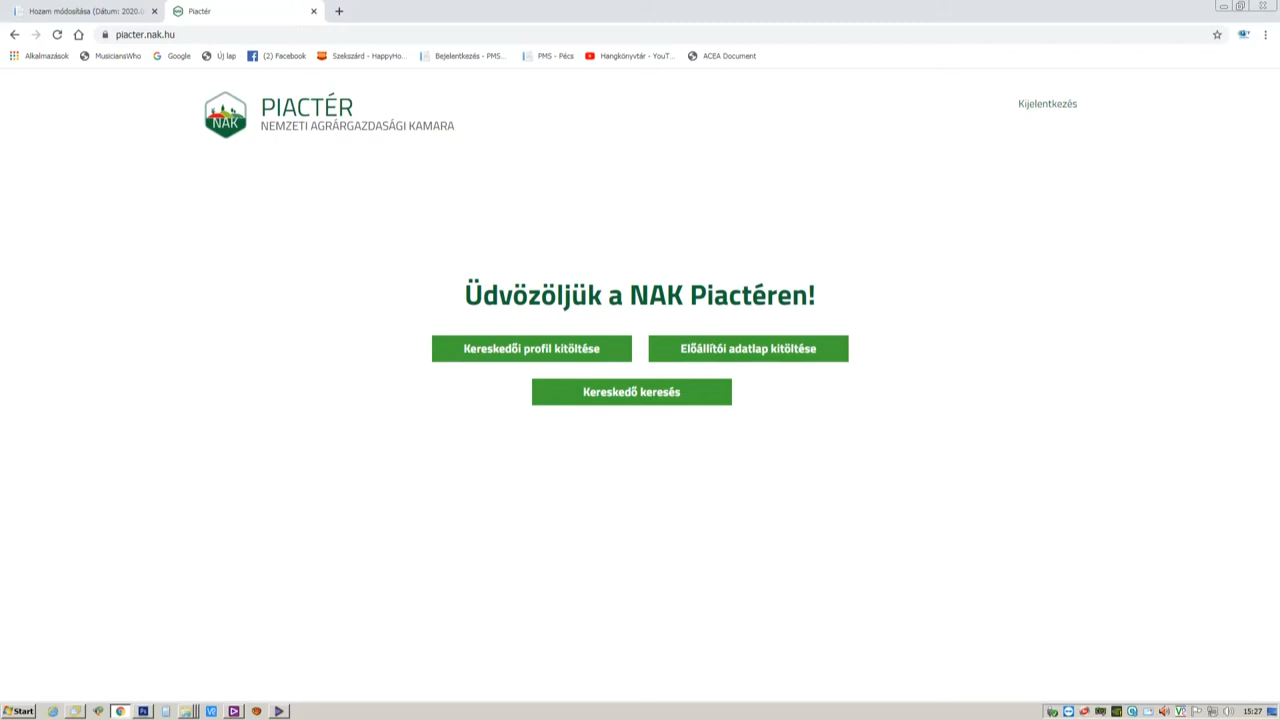 Hozam módosítása (Dátum: 2020.0
Piactér
piacter.nak.hu
Alkalmazások
MusiciansWho
Google
Új lap
(2) Facebook
Szekszárd - HappyHo...
Bejelentkezés - PMS...
PMS - Pécs
Hangkönyvtár - YouT...
ACEA Document
NAK
PIACTÉR
NEMZETI AGRÁRGAZDASÁGI KAMARA
Kijelentkezés
Üdvözöljük a NAK Piactéren!
Kereskedői profil kitöltése
Előállítói adatlap kitöltése
Kereskedő keresés
Start
15:27